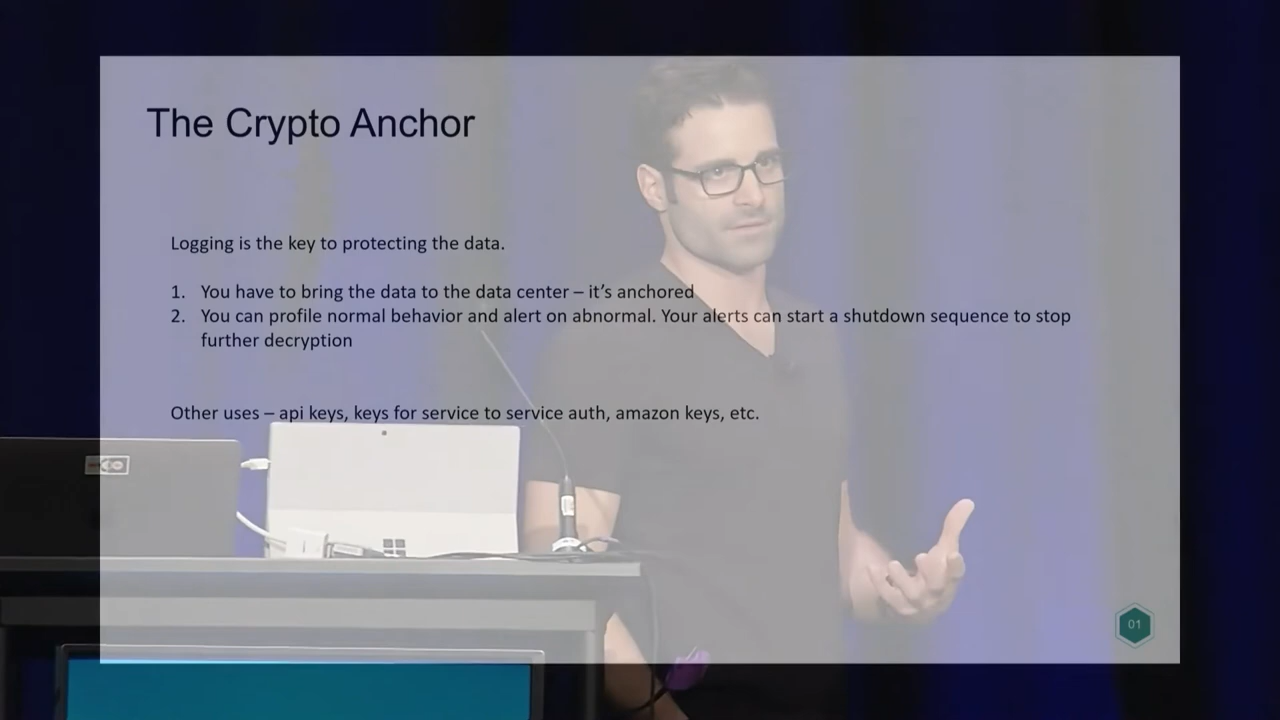 The Crypto Anchor
Logging is the key to protecting the data.
1. You have to bring the data to the data center – it’s anchored
2. You can profile normal behavior and alert on abnormal. Your alerts can start a shutdown sequence to stop
further decryption
Other uses – api keys, keys for service to service auth, amazon keys, etc.
01